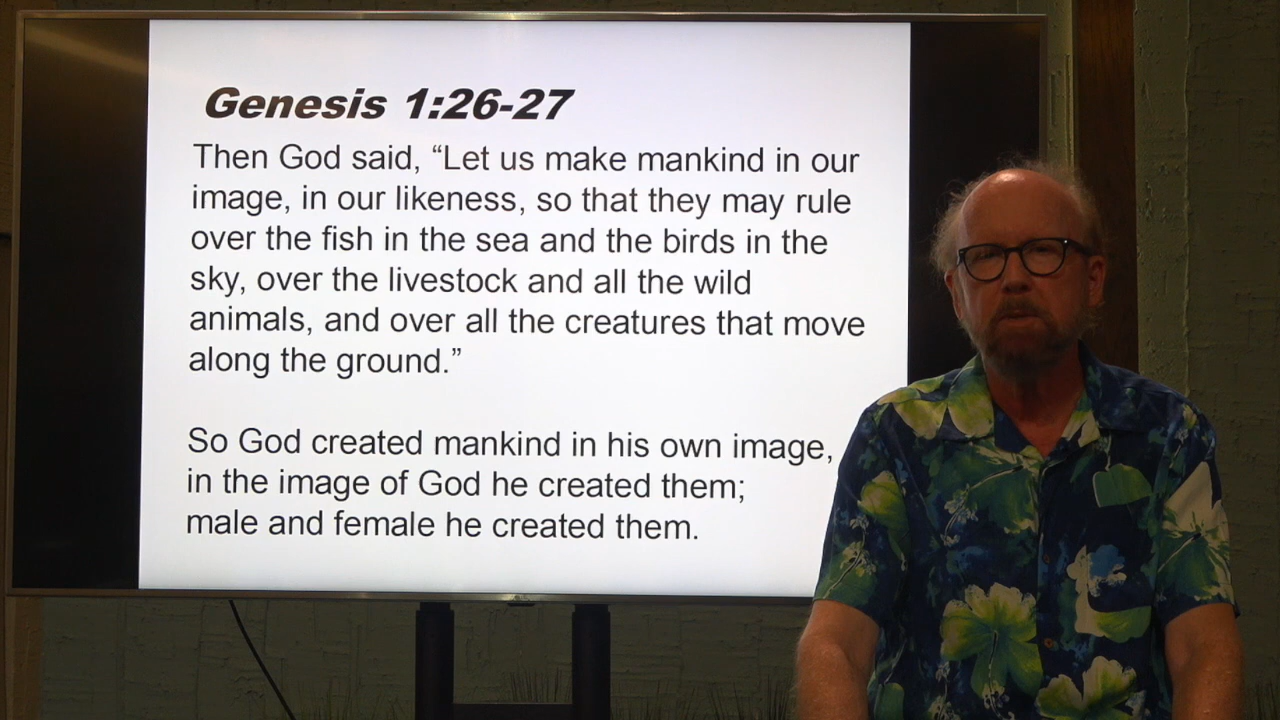 Genesis 1:26-27
Then God said, “Let us make mankind in our
image, in our likeness, so that they may rule
over the fish in the sea and the birds in the
sky, over the livestock and all the wild
animals, and over all the creatures that move
along the ground.”
So God created mankind in his own image,
in the image of God he created them;
male and female he created them.